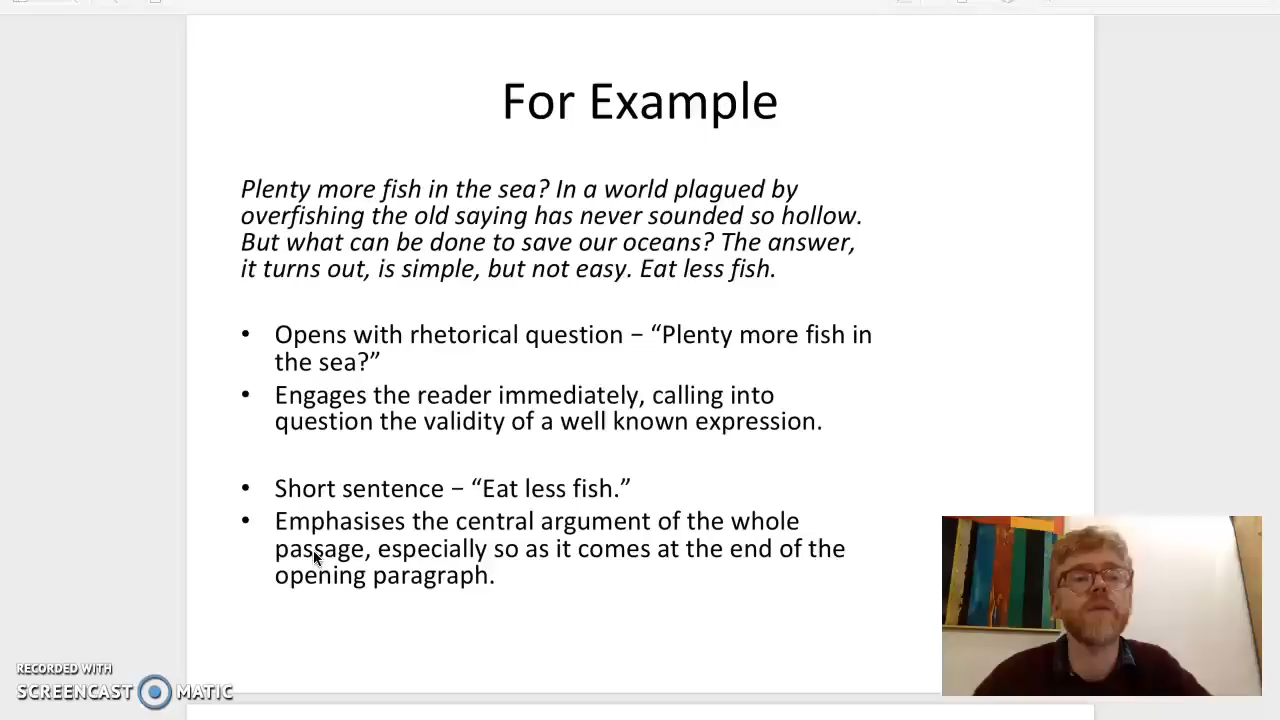 For Example
Plenty more fish in the sea? In a world plagued by
overfishing the old saying has never sounded so hollow.
But what can be done to save our oceans? The answer,
it turns out, is simple, but not easy. Eat less fish.
• Opens with rhetorical question – “Plenty more fish in
the sea?”
• Engages the reader immediately, calling into
question the validity of a well known expression.
• Short sentence – “Eat less fish.”
• Emphasises the central argument of the whole
passage, especially so as it comes at the end of the
opening paragraph.
RECORDED WITH
SCREENCAST MATIC